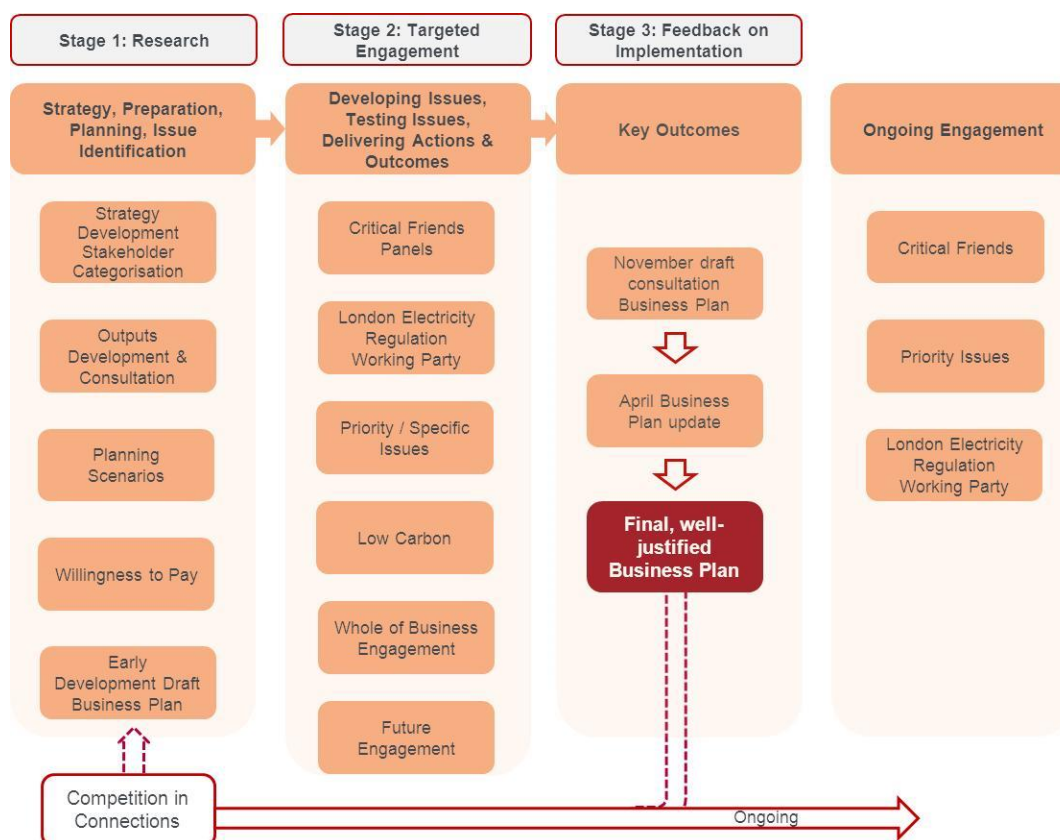 Stage 1: Research
Stage 2: Targeted
Engagement
Stage 3: Feedback on
Implementation
Strategy, Preparation,
Planning, Issue
Identification
Developing Issues,
Testing Issues,
Delivering Actions &
Outcomes
Key Outcomes
Ongoing Engagement
Strategy
Development
Stakeholder
Categorisation
Outputs
Development &
Consultation
Planning
Scenarios
Willingness to Pay
Early
Development Draft
Business Plan
Critical Friends
Panels
London Electricity
Regulation
Working Party
Priority / Specific
Issues
Low Carbon
Whole of Business
Engagement
Future
Engagement
November draft
consultation
Business Plan
April Business
Plan update
Final, well-
justified
Business Plan
Critical Friends
Priority Issues
London Electricity
Regulation
Working Party
Competition in
Connections
Ongoing